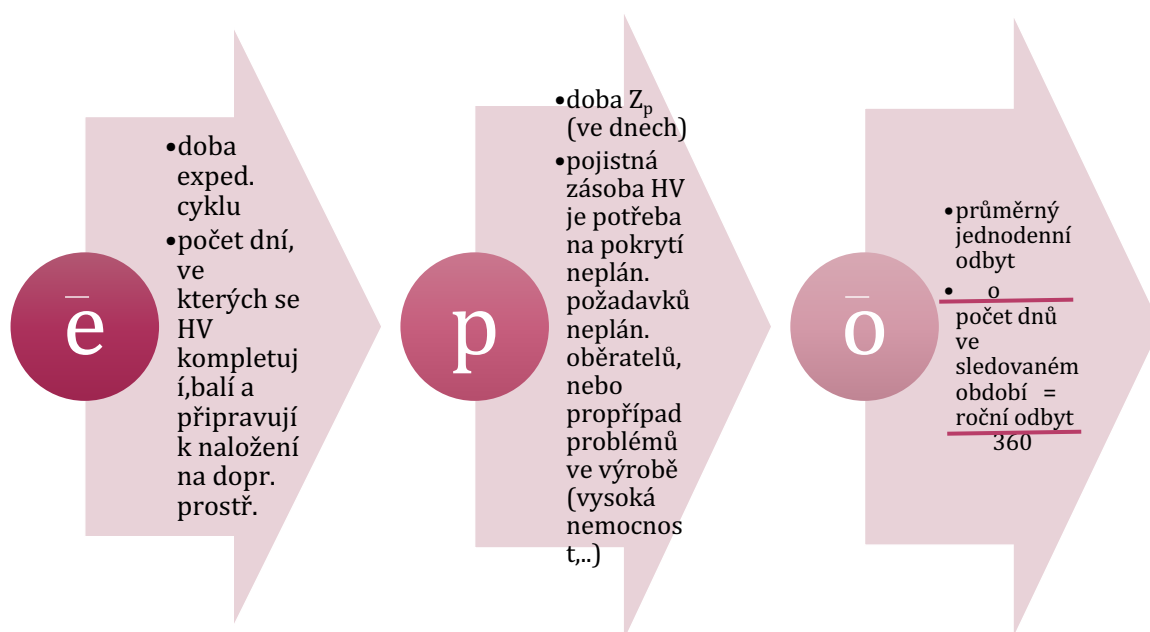 ē
•doba
exped.
cyklu
•počet dní,
ve
kterých se
HV
kompletuj
í,balí a
připravují
k naložení
na dopr.
prostř.
p
•doba Zp
(ve dnech)
•pojistná
zásoba HV
je potřeba
na pokrytí
neplán.
požadavků
neplán.
oběratelů,
nebo
propřípad
problémů
ve výrobě
(vysoká
nemocnos
t,..)
ō
•průměrný
jednodenní
odbyt
• o
počet dnů
ve
sledovaném
období =
roční odbyt
360